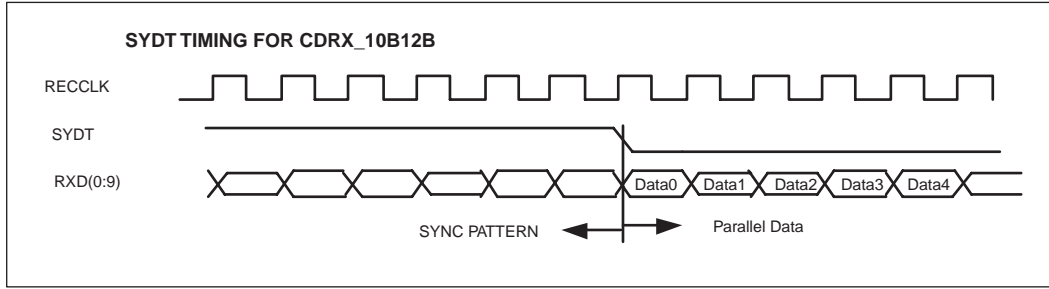 SYDT TIMING FOR CDRX_10B12B
RECCLK
SYDT
RXD(0:9)
Data0 Data1 Data2 Data3 Data4
SYNC PATTERN Parallel Data